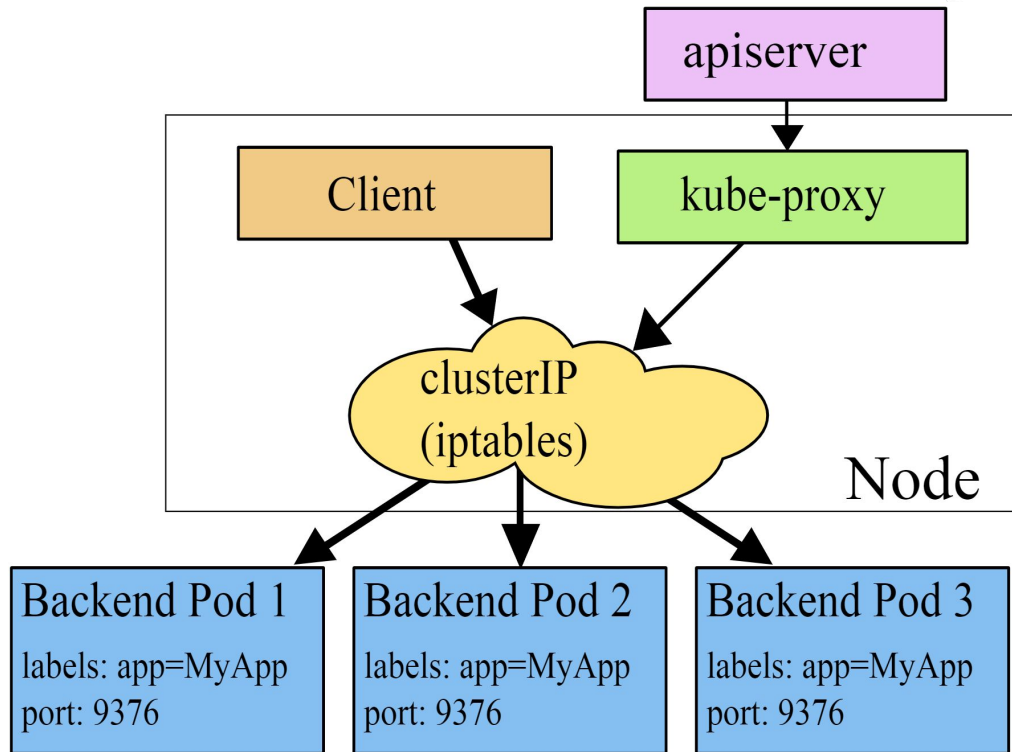 apiserver
Client
kube-proxy
clusterIP
(iptables)
Node
Backend Pod 1
labels: app=MyApp
port: 9376
Backend Pod 2
labels: app=MyApp
port: 9376
Backend Pod 3
labels: app=MyApp
port: 9376